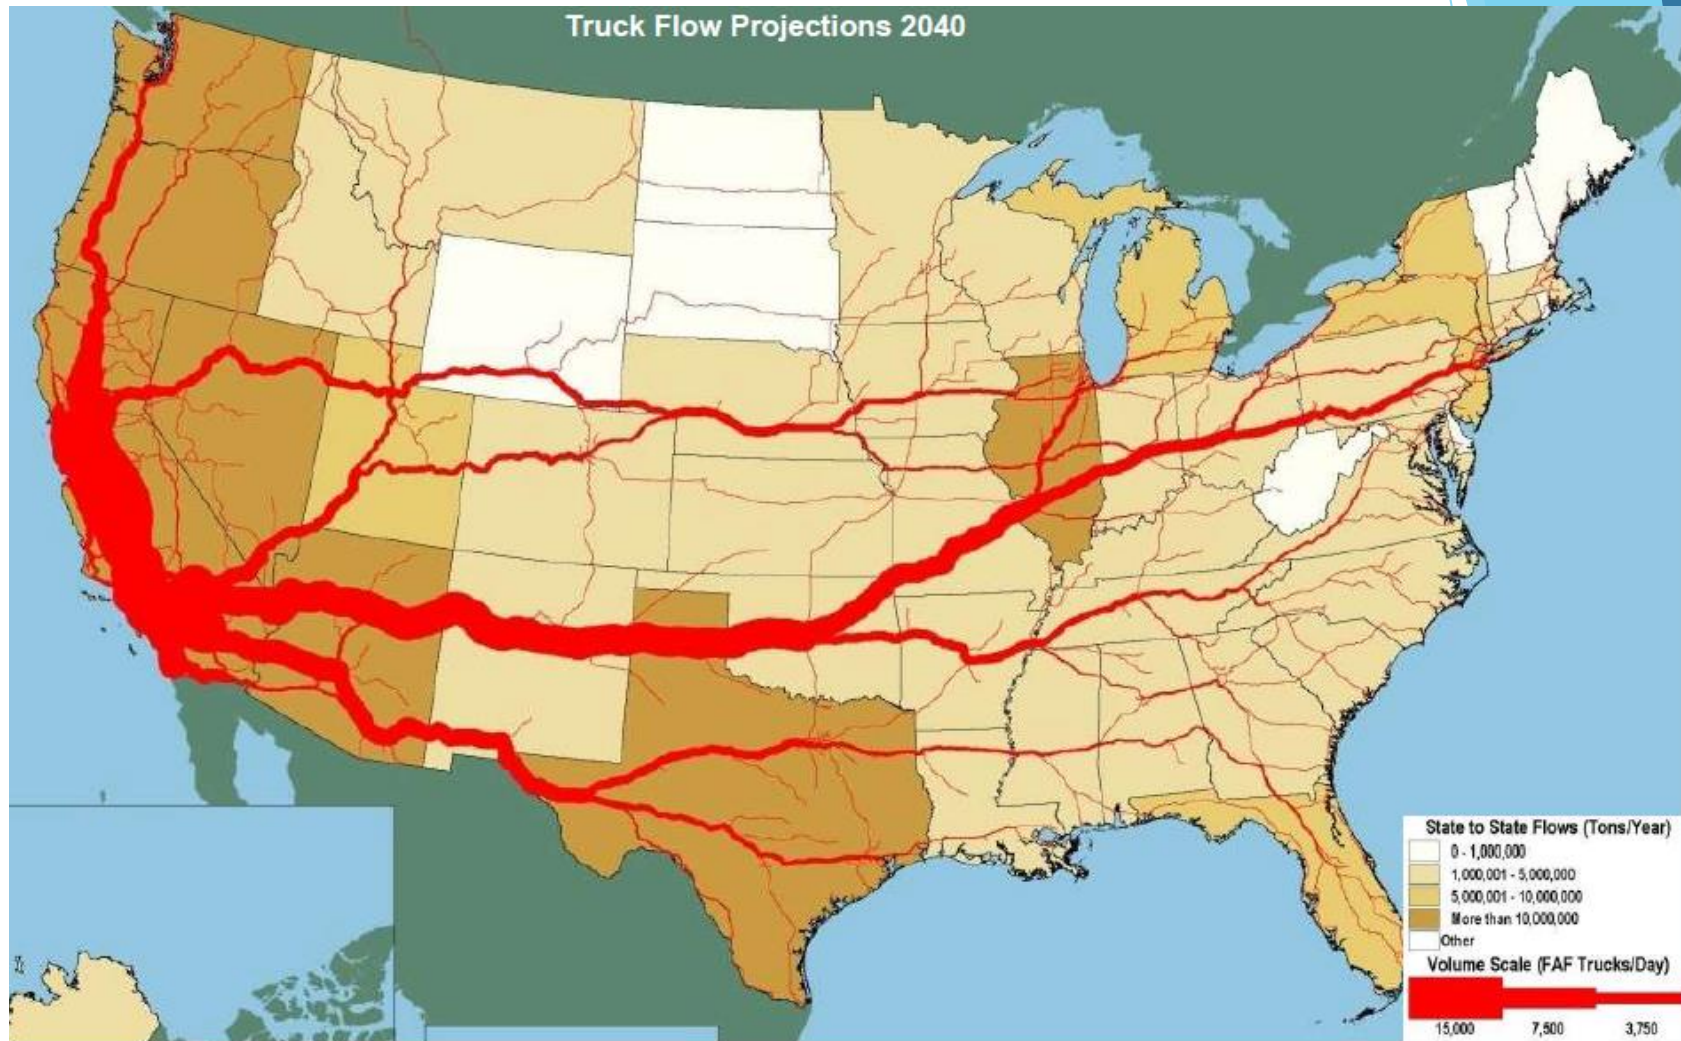 Truck Flow Projections 2040
State to State Flows (Tons/Year)
0 - 1,000,000
1,000,001 - 5,000,000
5,000,001 - 10,000,000
More than 10,000,000
Other
Volume Scale (FAF Trucks/Day)
15,000 7,500 3,750